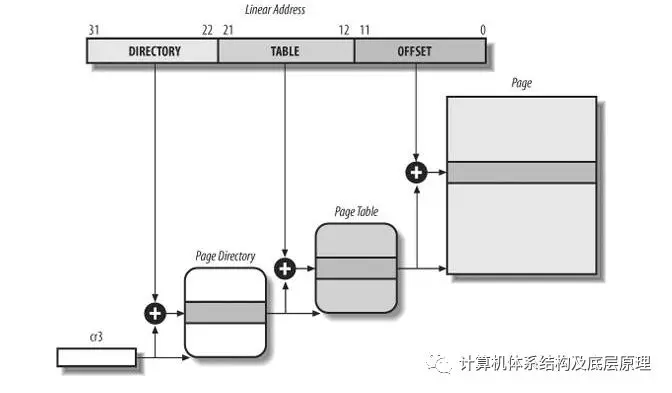 Linear Address
31 22 21 12 11 0
DIRECTORY TABLE OFFSET
Page
Page Table
Page Directory
cr3
计算机体系结构及底层原理